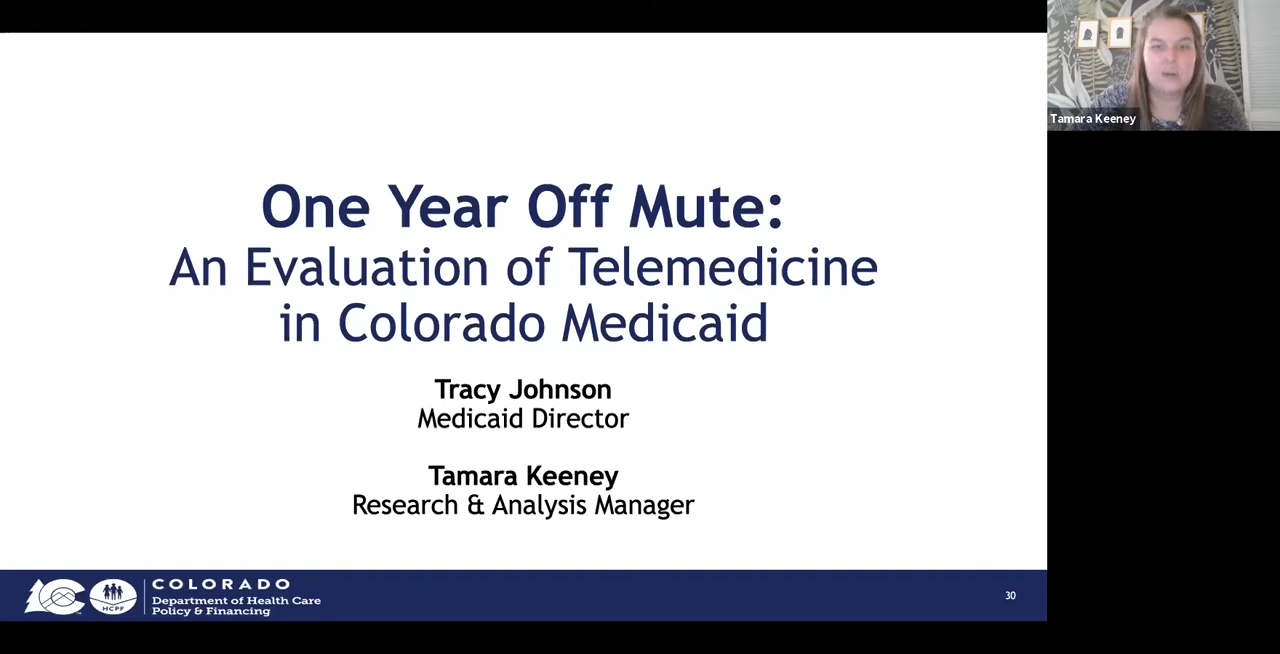 One Year Off Mute:
An Evaluation of Telemedicine
in Colorado Medicaid
Tracy Johnson
Medicaid Director
Tamara Keeney
Research & Analysis Manager
HCPF
COLORADO
Department of Health Care
Policy & Financing
30
Tamara Keeney